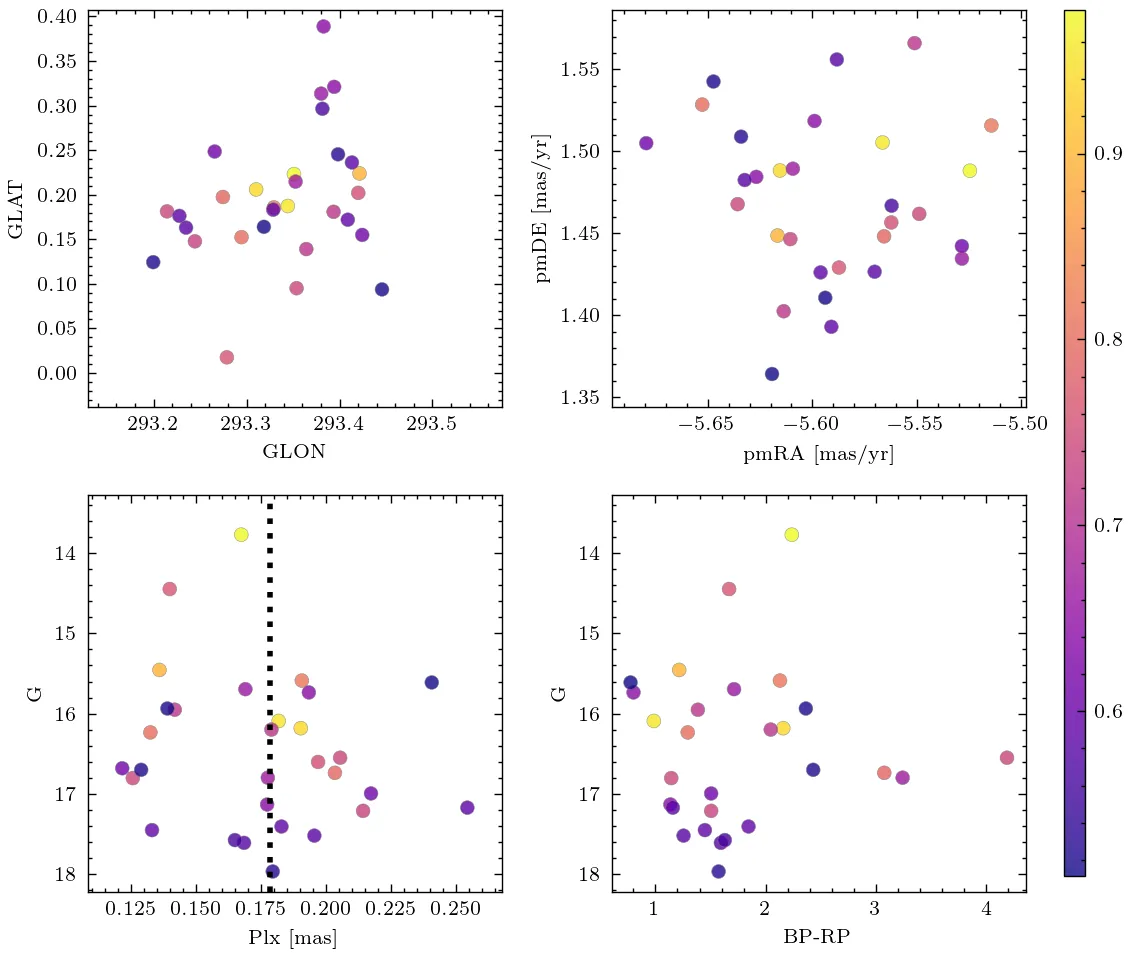 0.40
0.35
0.30
0.25
0.20
0.15
0.10
0.05
0.00
GLAT
293.2 293.3 293.4 293.5
GLON
1.55
1.50
1.45
1.40
1.35
pmDE [mas/yr]
−5.65 −5.60 −5.55 −5.50
pmRA [mas/yr]
14
15
16
17
18
G
0.125 0.150 0.175 0.200 0.225 0.250
Plx [mas]
14
15
16
17
18
G
1 2 3 4
BP-RP
0.9
0.8
0.7
0.6